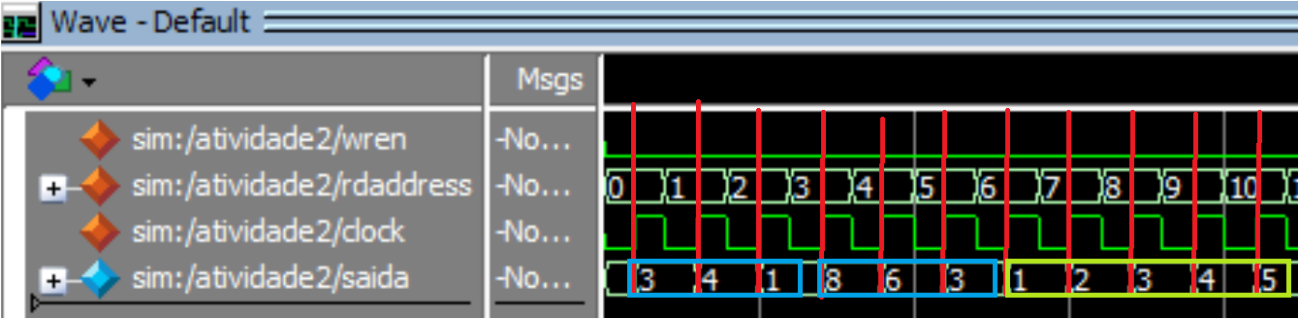 Wave - Default
Msgs
sim:/atividade2/wren -No...
sim:/atividade2/rdaddress -No... 0 1 2 3 4 5 6 7 8 9 10
sim:/atividade2/clock -No...
sim:/atividade2/saida -No... 3 4 1 8 6 3 1 2 3 4 5